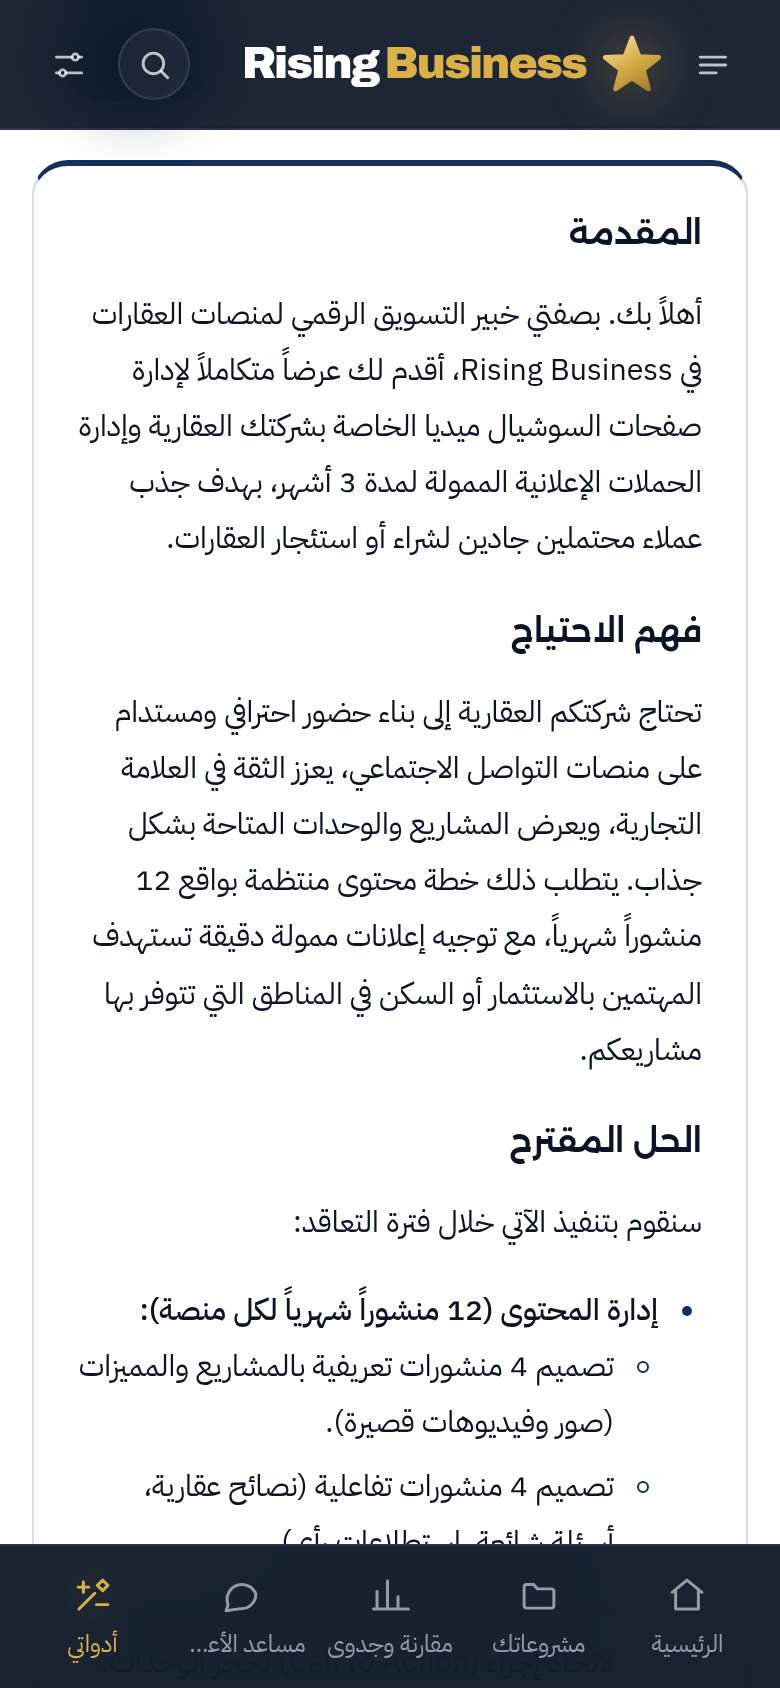 Rising Business
المقدمة
أهلاً بك. بصفتي خبير التسويق الرقمي لمنصات العقارات
في Rising Business، أقدم لك عرضاً متكاملاً لإدارة
صفحات السوشيال ميديا الخاصة بشركتك العقارية وإدارة
الحملات الإعلانية الممولة لمدة 3 أشهر، بهدف جذب
عملاء محتملين جادين لشراء أو استئجار العقارات.
فهم الاحتياج
تحتاج شركتكم العقارية إلى بناء حضور احترافي ومستدام
على منصات التواصل الاجتماعي، يعزز الثقة في العلامة
التجارية، ويعرض المشاريع والوحدات المتاحة بشكل
جذاب. يتطلب ذلك خطة محتوى منتظمة بواقع 12
منشوراً شهرياً، مع توجيه إعلانات ممولة دقيقة تستهدف
المهتمين بالاستثمار أو السكن في المناطق التي تتوفر بها
مشاريعكم.
الحل المقترح
سنقوم بتنفيذ الآتي خلال فترة التعاقد:
إدارة المحتوى (12 منشوراً شهرياً لكل منصة):
تصميم 4 منشورات تعريفية بالمشاريع والمميزات
(صور وفيديوهات قصيرة).
تصميم 4 منشورات تفاعلية (نصائح عقارية،
أسئلة شائعة، استطلاعات رأي).
الرئيسية
مشروعاتك
مقارنة وجدوى
مساعد الأعـ...
أدواتي